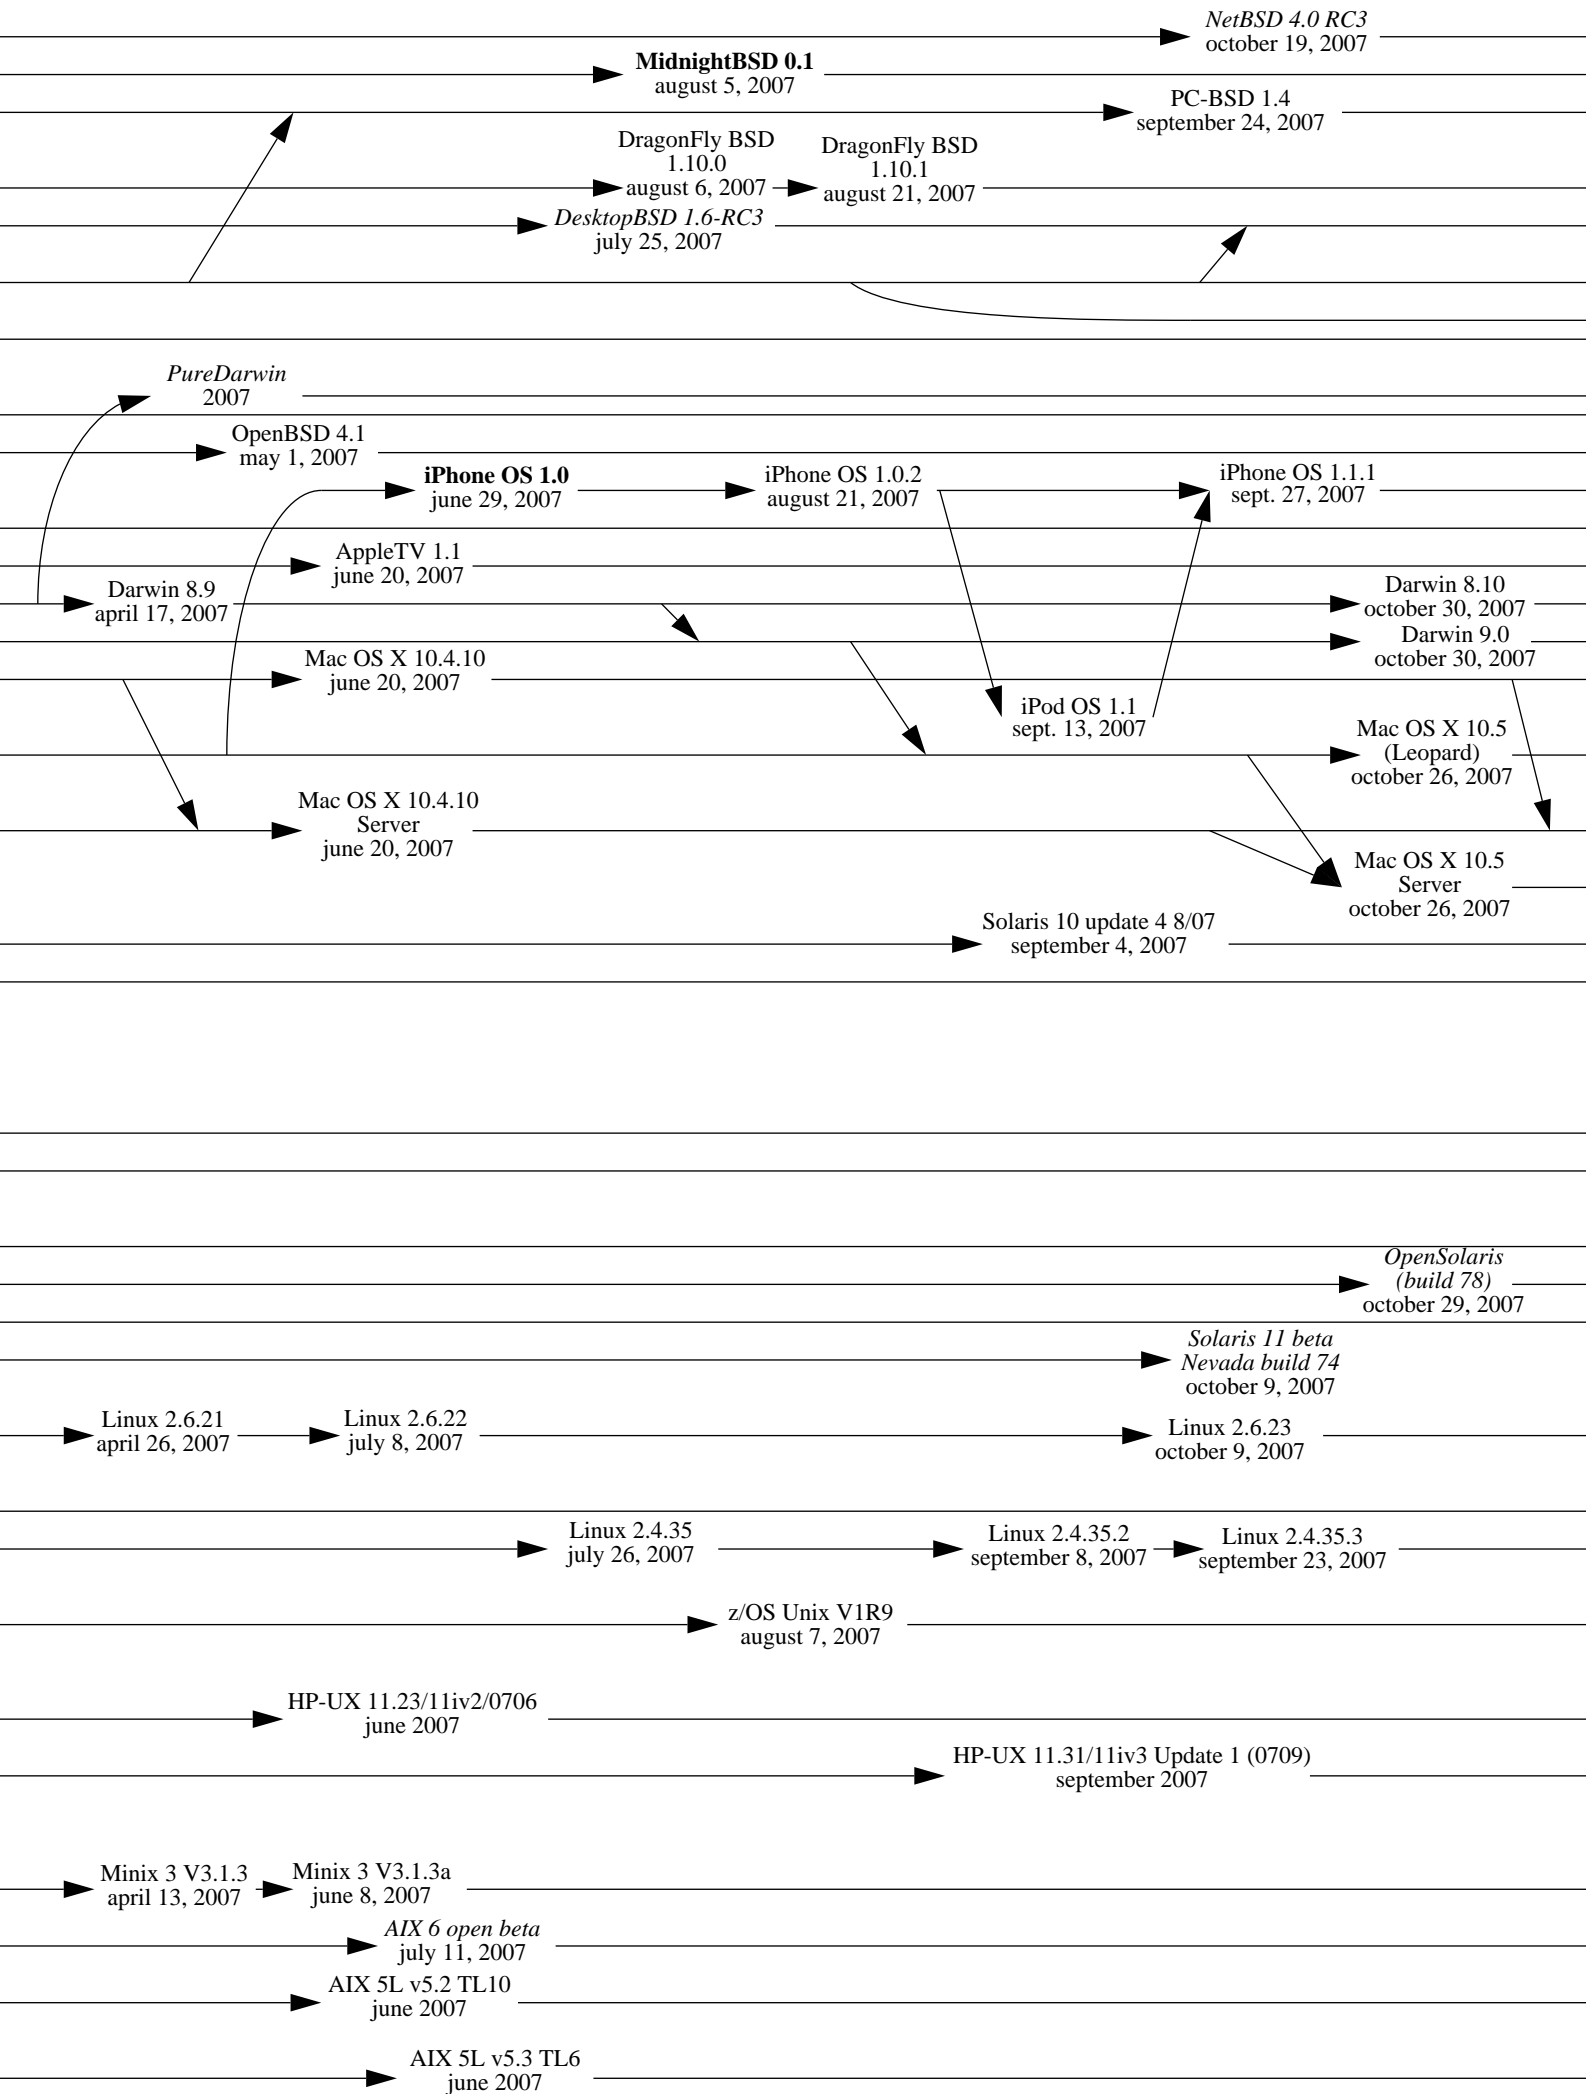 NetBSD 4.0 RC3
october 19, 2007
MidnightBSD 0.1
august 5, 2007
PC-BSD 1.4
september 24, 2007
DragonFly BSD
1.10.0
august 6, 2007
DragonFly BSD
1.10.1
august 21, 2007
DesktopBSD 1.6-RC3
july 25, 2007
PureDarwin
2007
OpenBSD 4.1
may 1, 2007
iPhone OS 1.0
june 29, 2007
iPhone OS 1.0.2
august 21, 2007
iPhone OS 1.1.1
sept. 27, 2007
AppleTV 1.1
june 20, 2007
Darwin 8.9
april 17, 2007
Darwin 8.10
october 30, 2007
Darwin 9.0
october 30, 2007
Mac OS X 10.4.10
june 20, 2007
iPod OS 1.1
sept. 13, 2007
Mac OS X 10.5
(Leopard)
october 26, 2007
Mac OS X 10.4.10
Server
june 20, 2007
Mac OS X 10.5
Server
october 26, 2007
Solaris 10 update 4 8/07
september 4, 2007
OpenSolaris
(build 78)
october 29, 2007
Solaris 11 beta
Nevada build 74
october 9, 2007
Linux 2.6.21
april 26, 2007
Linux 2.6.22
july 8, 2007
Linux 2.6.23
october 9, 2007
Linux 2.4.35
july 26, 2007
Linux 2.4.35.2
september 8, 2007
Linux 2.4.35.3
september 23, 2007
z/OS Unix V1R9
august 7, 2007
HP-UX 11.23/11iv2/0706
june 2007
HP-UX 11.31/11iv3 Update 1 (0709)
september 2007
Minix 3 V3.1.3
april 13, 2007
Minix 3 V3.1.3a
june 8, 2007
AIX 6 open beta
july 11, 2007
AIX 5L v5.2 TL10
june 2007
AIX 5L v5.3 TL6
june 2007